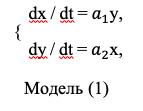 dx / dt = a₁y,
{
dy / dt = a₂x,
Модель (1)